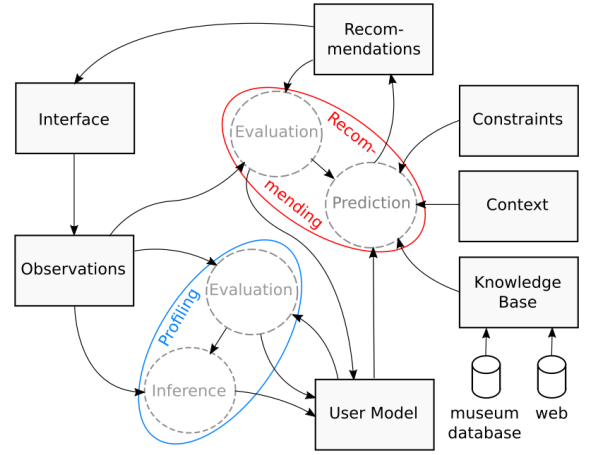 Recom-
mendations
Interface
Evaluation
Recom-
Constraints
mending
Prediction
Context
Observations
Knowledge
Base
Evaluation
Profiling
Inference
User Model
museum
database
web